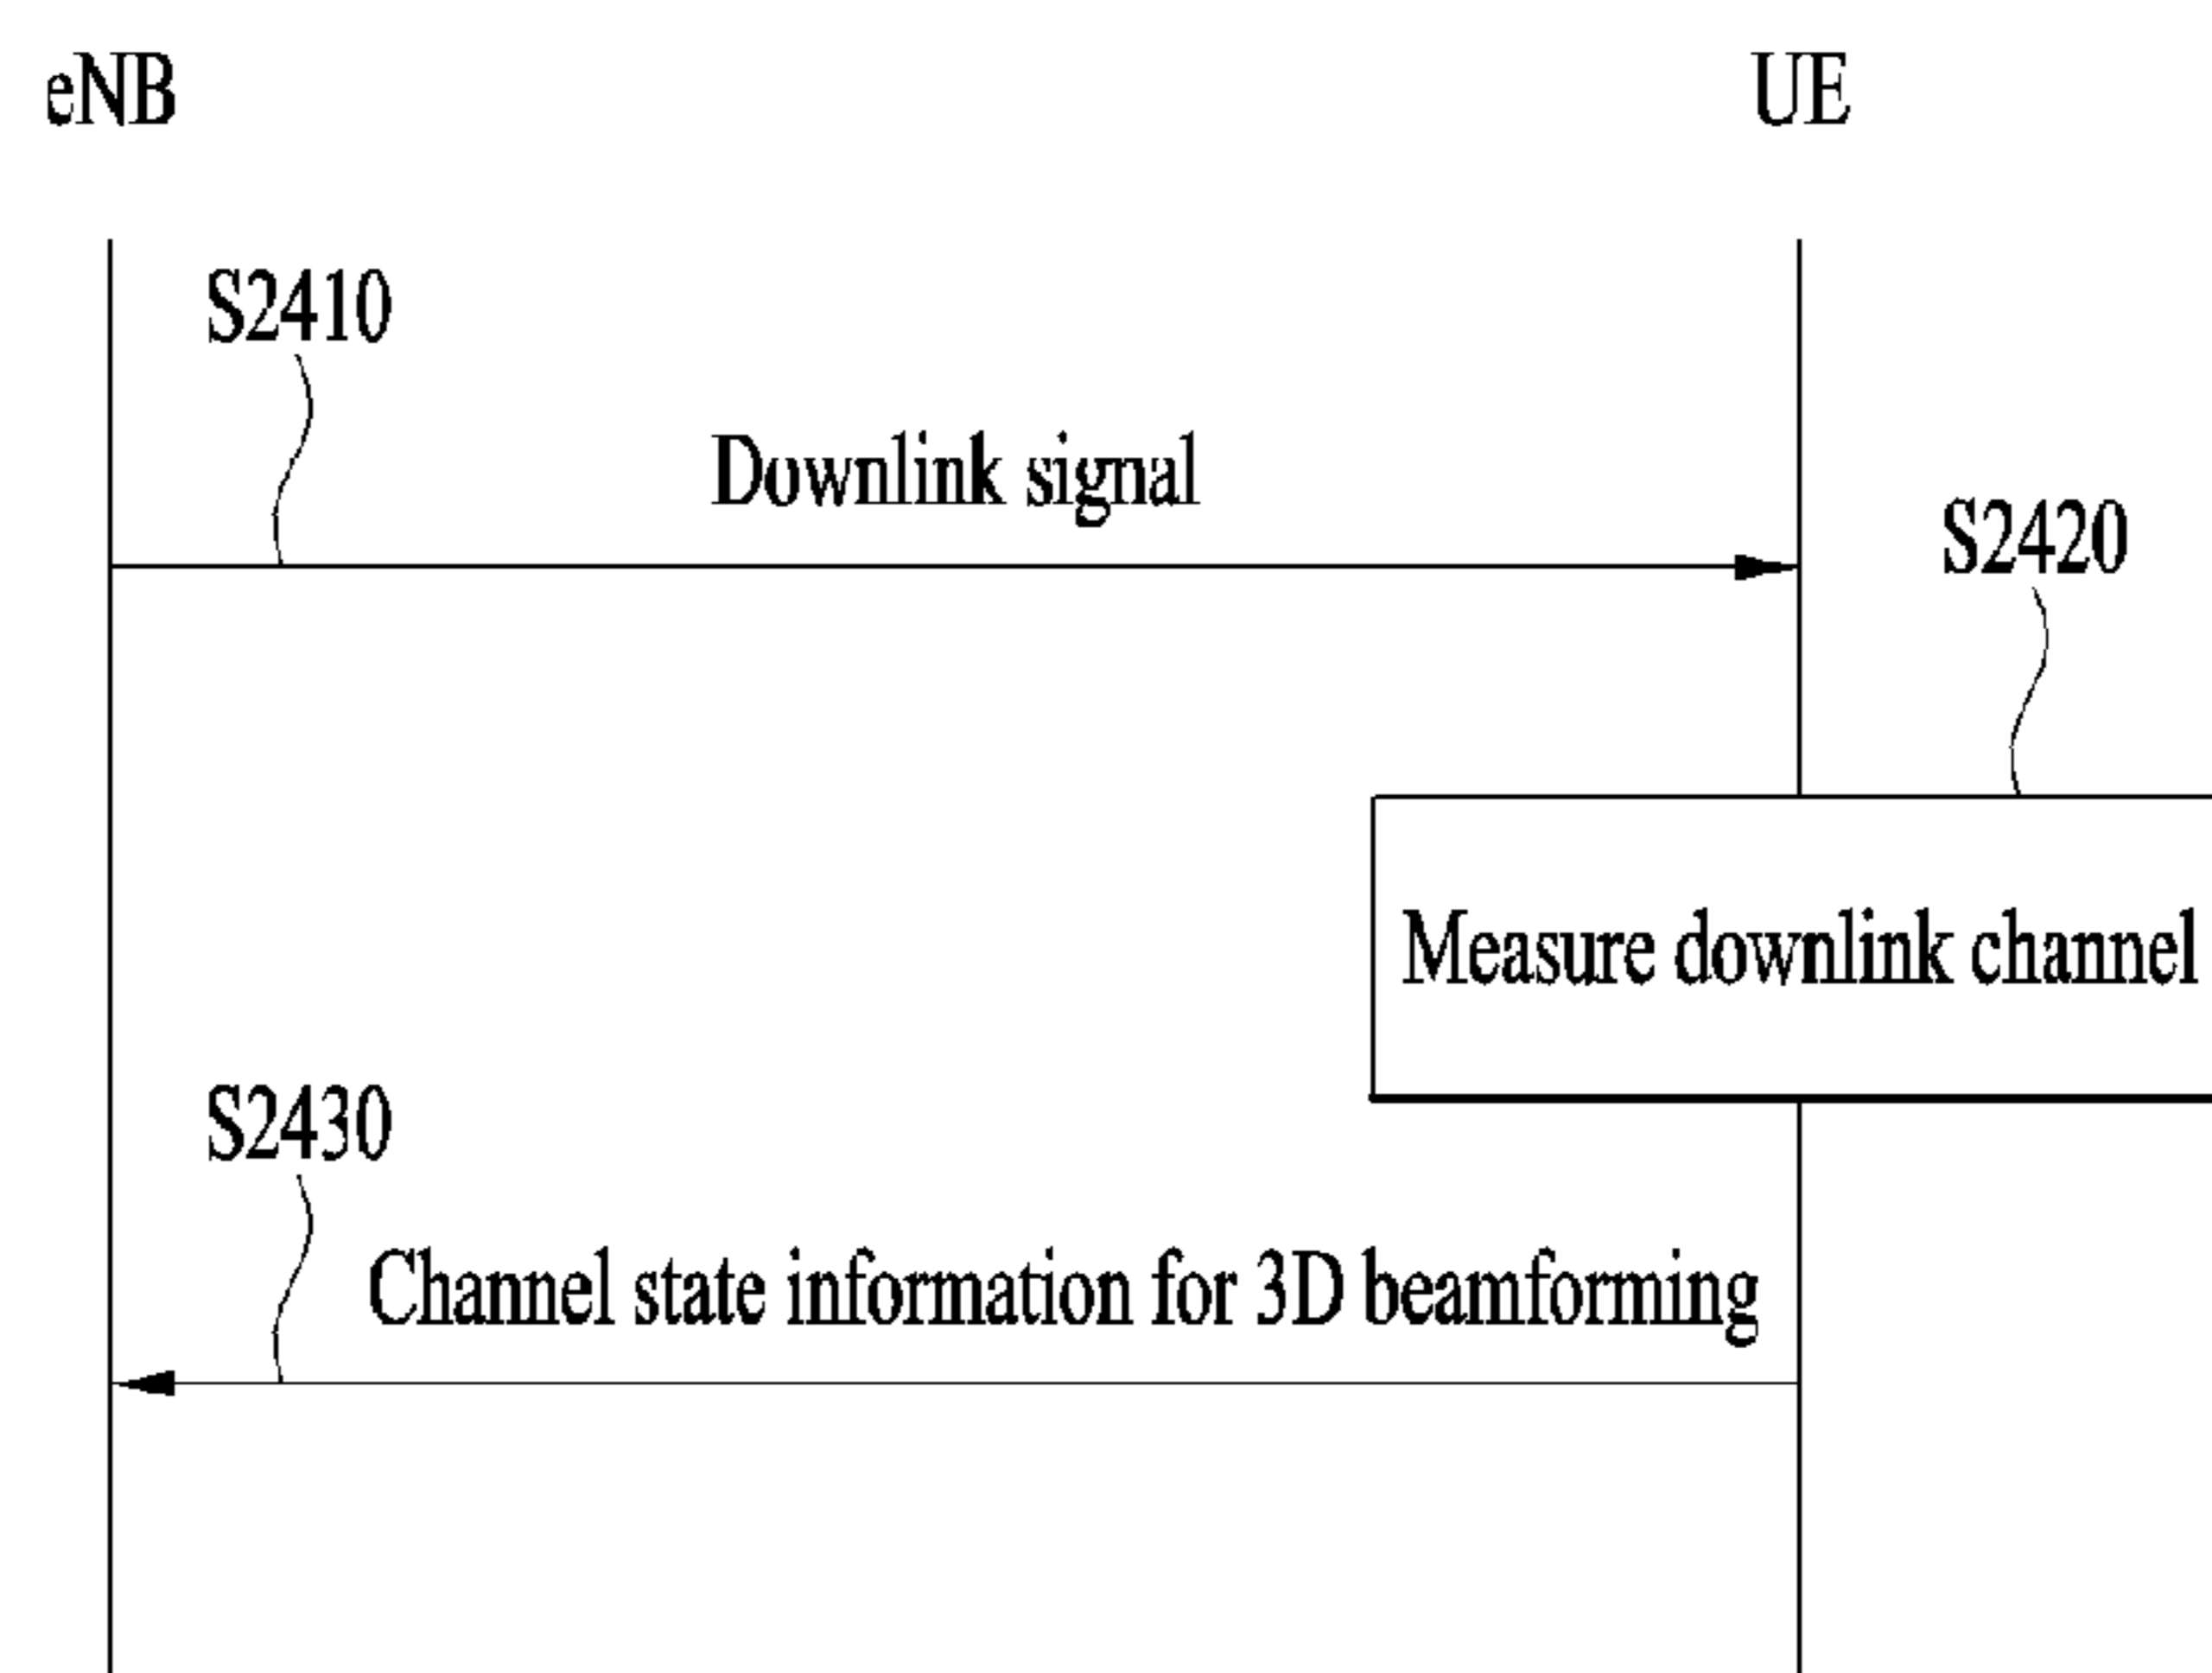 eNB
UE
S2410
Downlink signal
S2420
Measure downlink channel
S2430
Channel state information for 3D beamforming